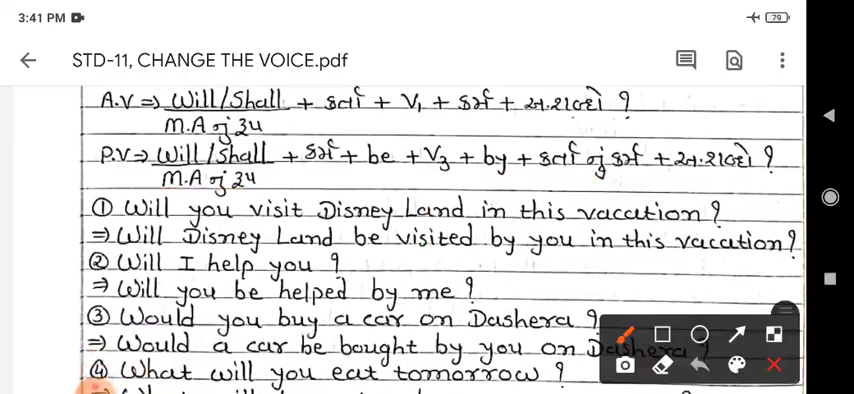 3:41 PM
79
STD-11, CHANGE THE VOICE.pdf
A.V ⇒ Will/Shall + કર્તા + V₁ + કર્મ + અ.શબ્દો ?
M.A નું રૂપ
P.V ⇒ Will/Shall + કર્મ + be + V₃ + by + કર્તા નું કર્મ + અ.શબ્દો ?
M.A નું રૂપ
① Will you visit Disney Land in this vacation ?
⇒ Will Disney Land be visited by you in this vacation ?
② Will I help you ?
⇒ Will you be helped by me ?
③ Would you buy a car on Dashera ?
⇒ Would a car be bought by you on Dashera ?
④ What will you eat tomorrow ?